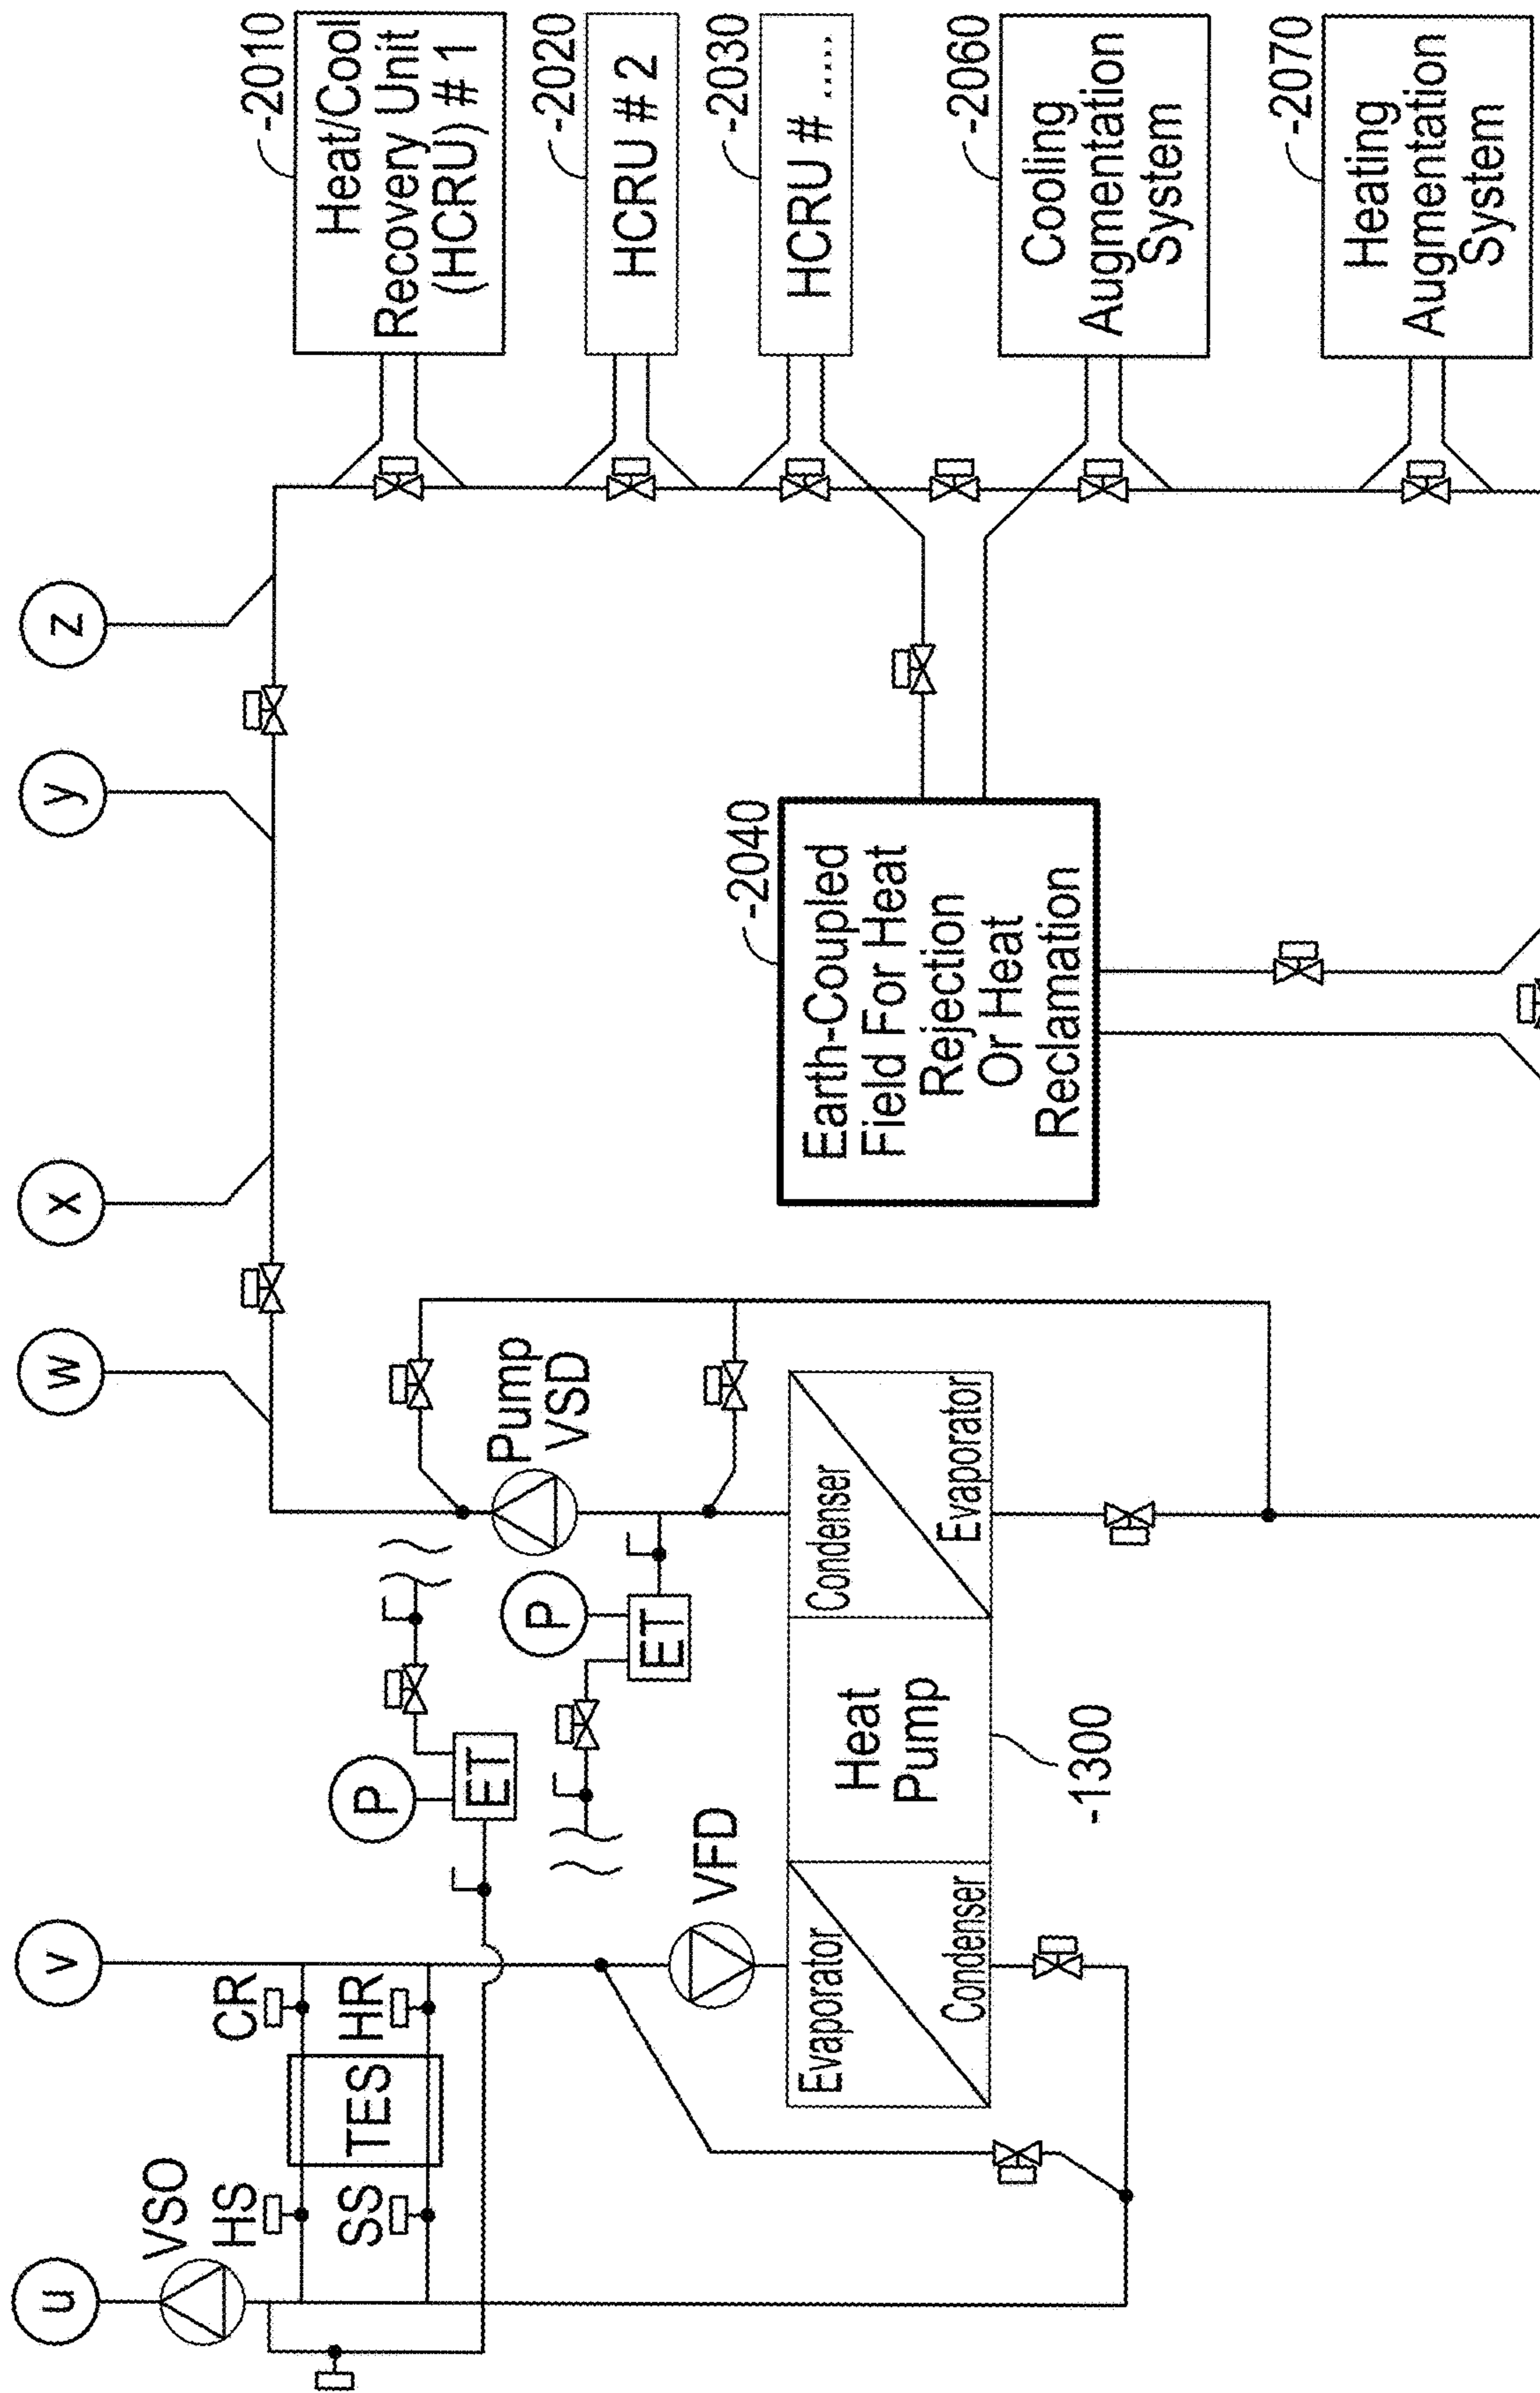 u
v
w
x
y
z
VSO
HS
SS
CR
HR
TES
P
ET
P
ET
VFD
Pump
VSD
Evaporator
Condenser
Heat
Pump
Condenser
Evaporator
-1300
-2040
Earth-Coupled
Field For Heat
Rejection
Or Heat
Reclamation
-2010
Heat/Cool
Recovery Unit
(HCRU) # 1
-2020
HCRU # 2
-2030
HCRU # .....
-2060
Cooling
Augmentation
System
-2070
Heating
Augmentation
System